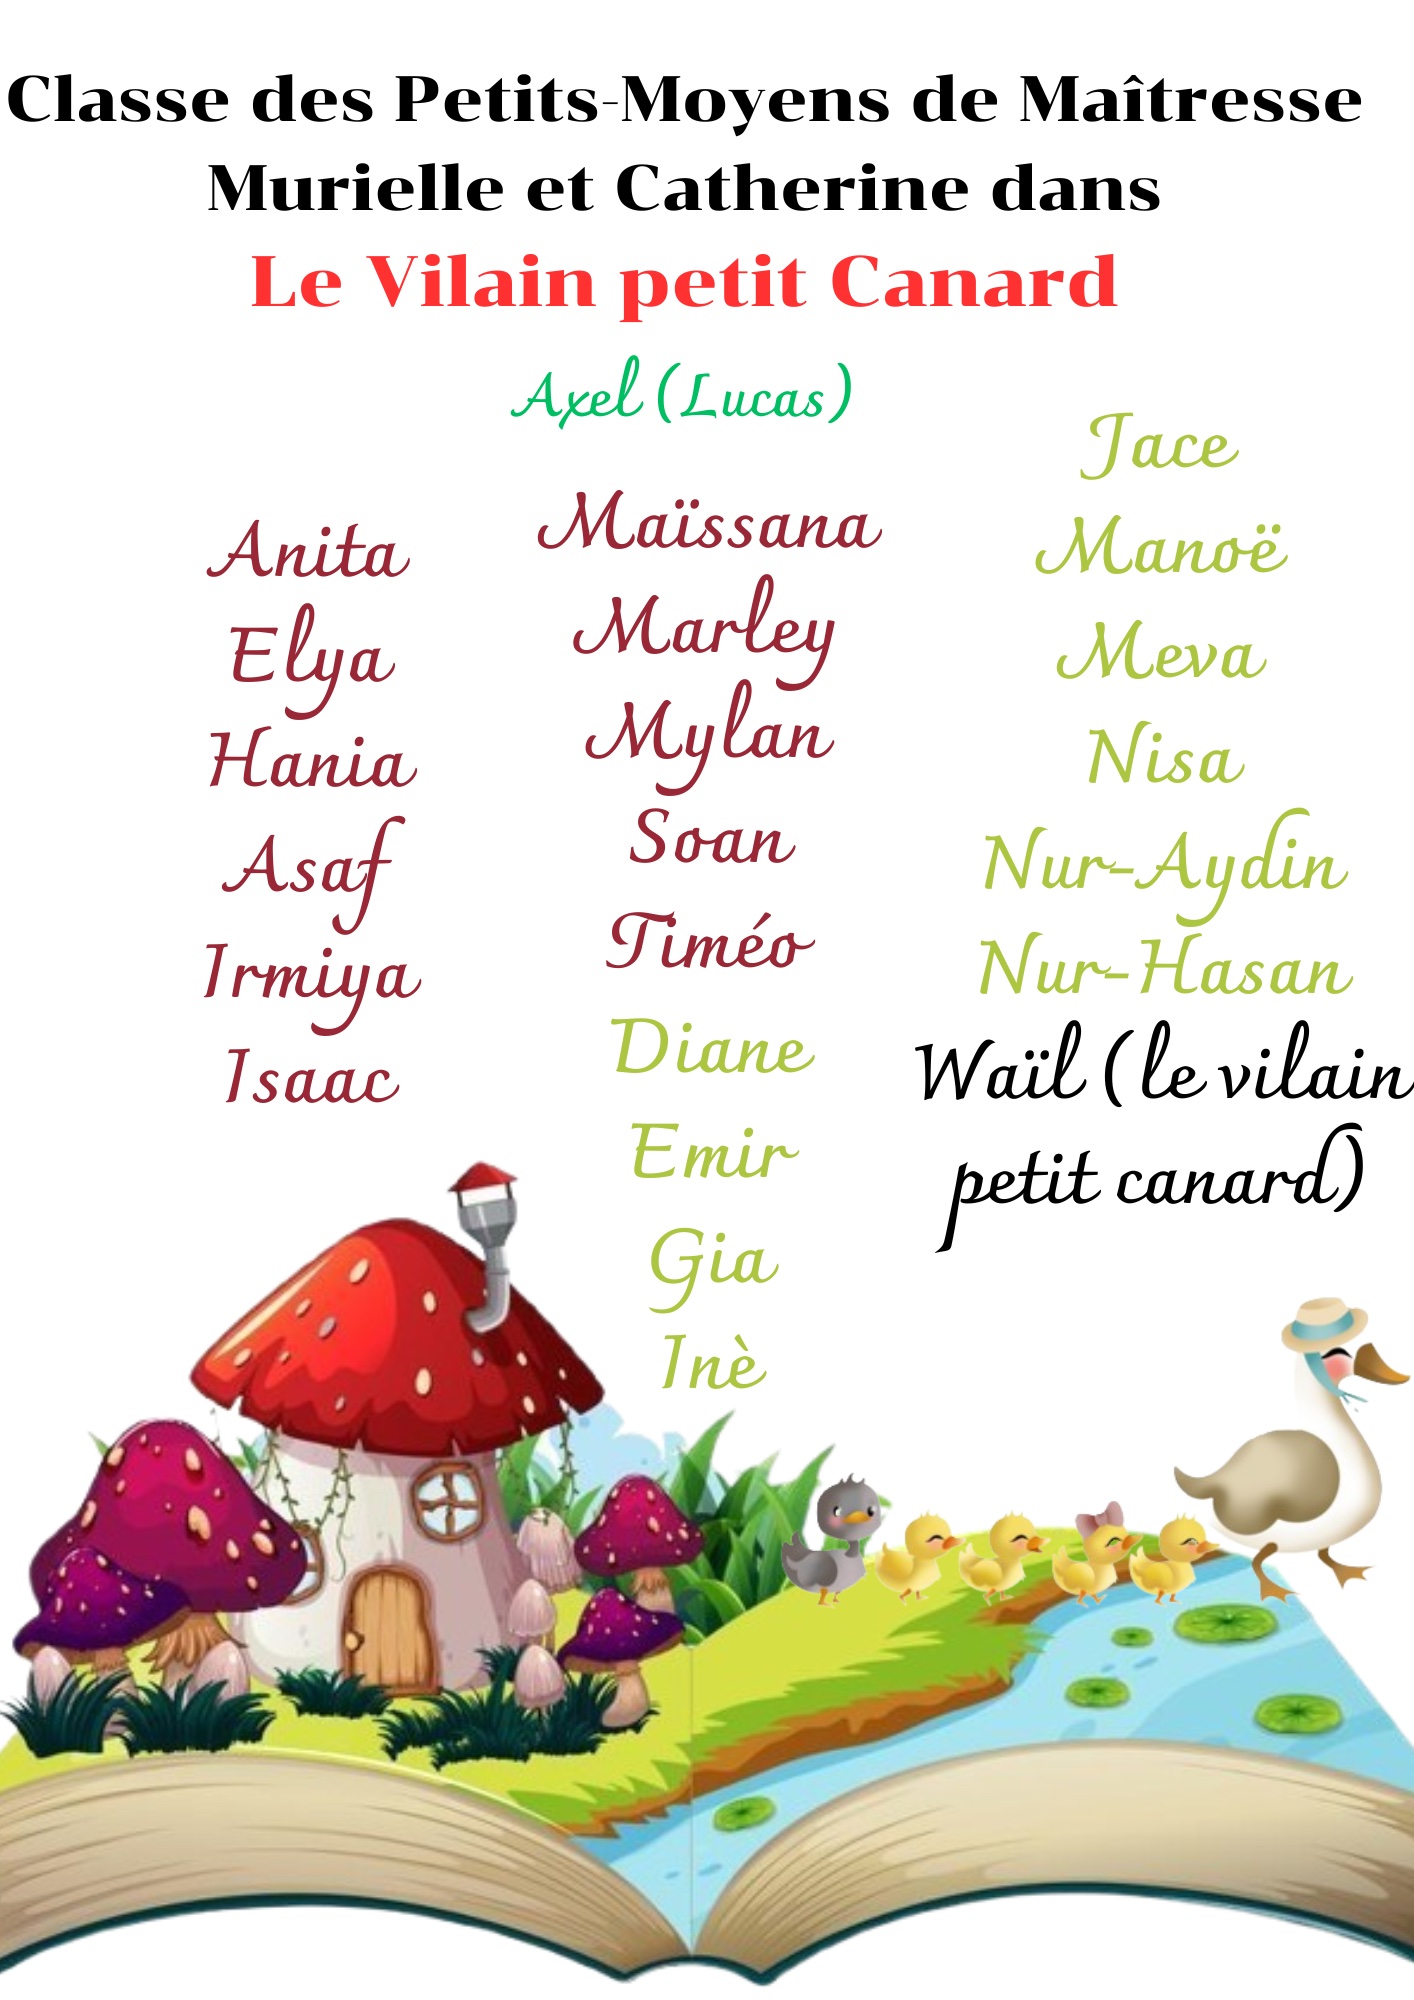 Classe des Petits-Moyens de Maîtresse
Murielle et Catherine dans
Le Vilain petit Canard
Axel (Lucas)
Anita
Elya
Hania
Asaf
Irmiya
Isaac
Maïssana
Marley
Mylan
Soan
Timéo
Diane
Emir
Gia
Inè
Jace
Manoë
Meva
Nisa
Nur-Aydin
Nur-Hasan
Waïl (le vilain
petit canard)